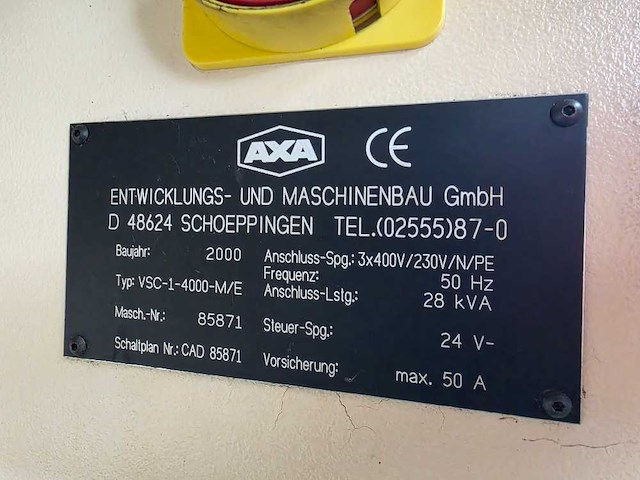 AXA CE
ENTWICKLUNGS- UND MASCHINENBAU GmbH
D 48624 SCHOEPPINGEN TEL.(02555)87-0
Baujahr: 2000
Typ: VSC-1-4000-M/E
Masch.-Nr.: 85871
Schaltplan Nr.: CAD 85871
Anschluss-Spg.: 3x400V/230V/N/PE
Frequenz: 50 Hz
Anschluss-Lstg.: 28 kVA
Steuer-Spg.: 24 V-
Vorsicherung: max. 50 A